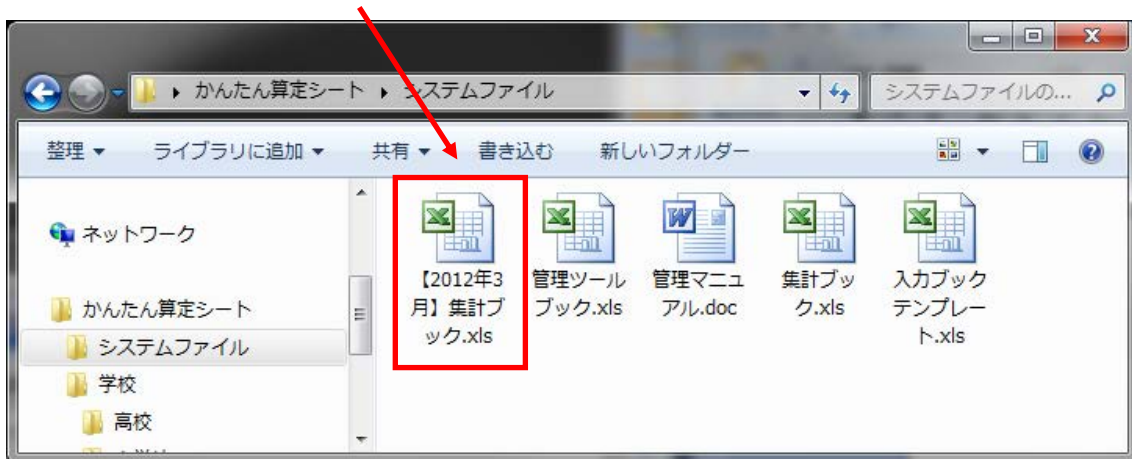 かんたん算定シート ▸ システムファイル
システムファイルの...
整理 ライブラリに追加 共有 書き込む 新しいフォルダー
ネットワーク
かんたん算定シート
システムファイル
学校
高校
【2012年3
月】集計ブ
ック.xls
管理ツール
ブック.xls
管理マニュ
アル.doc
集計ブッ
ク.xls
入力ブック
テンプレー
ト.xls